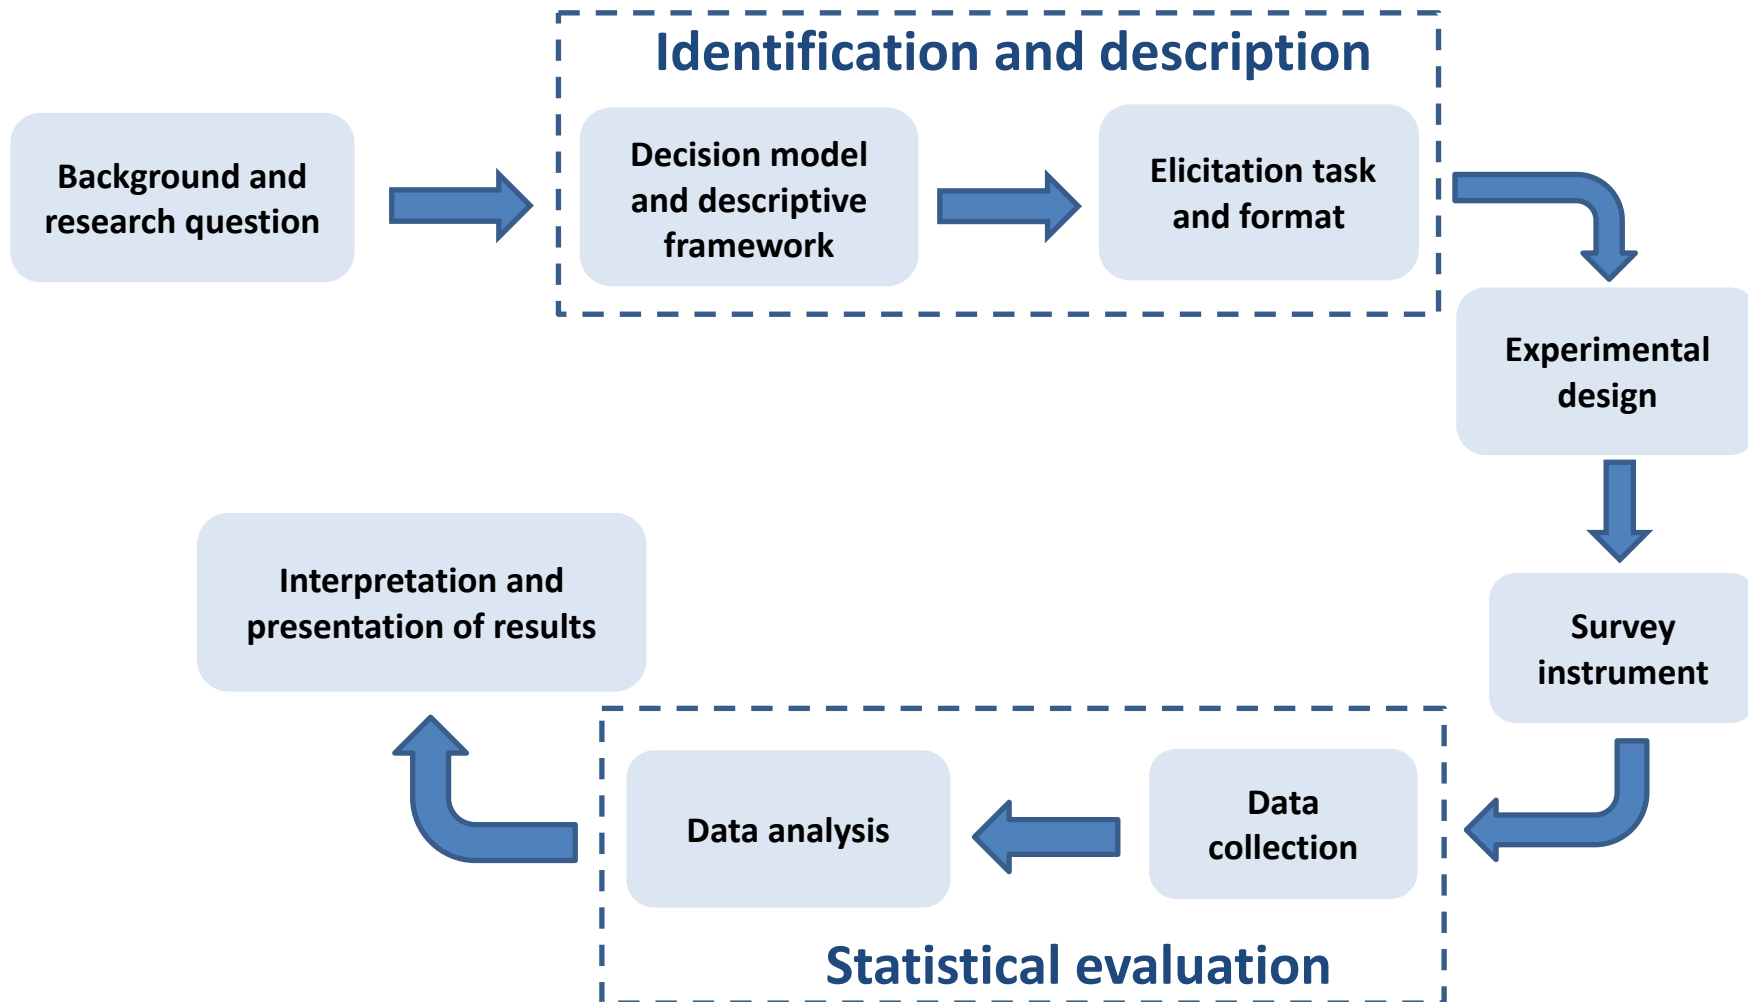 Identification and description
Background and
research question
Decision model
and descriptive
framework
Elicitation task
and format
Experimental
design
Survey
instrument
Data
collection
Data analysis
Statistical evaluation
Interpretation and
presentation of results